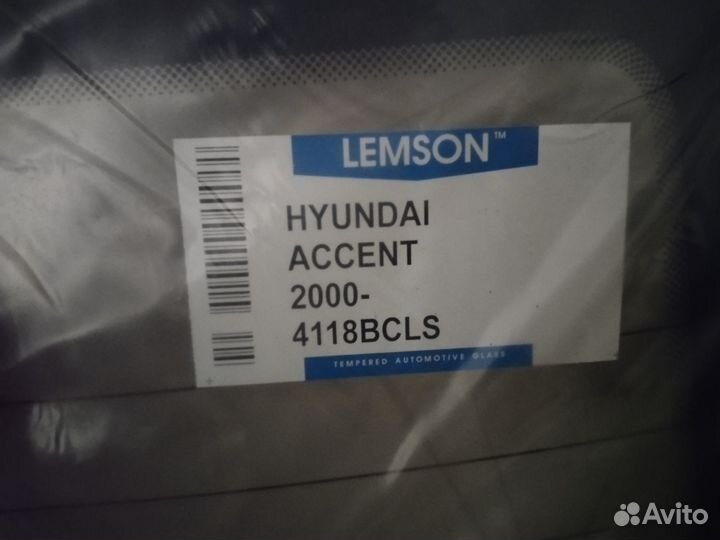 LEMSON™
HYUNDAI
ACCENT
2000-
4118BCLS
TEMPERED AUTOMOTIVE GLASS
Avito